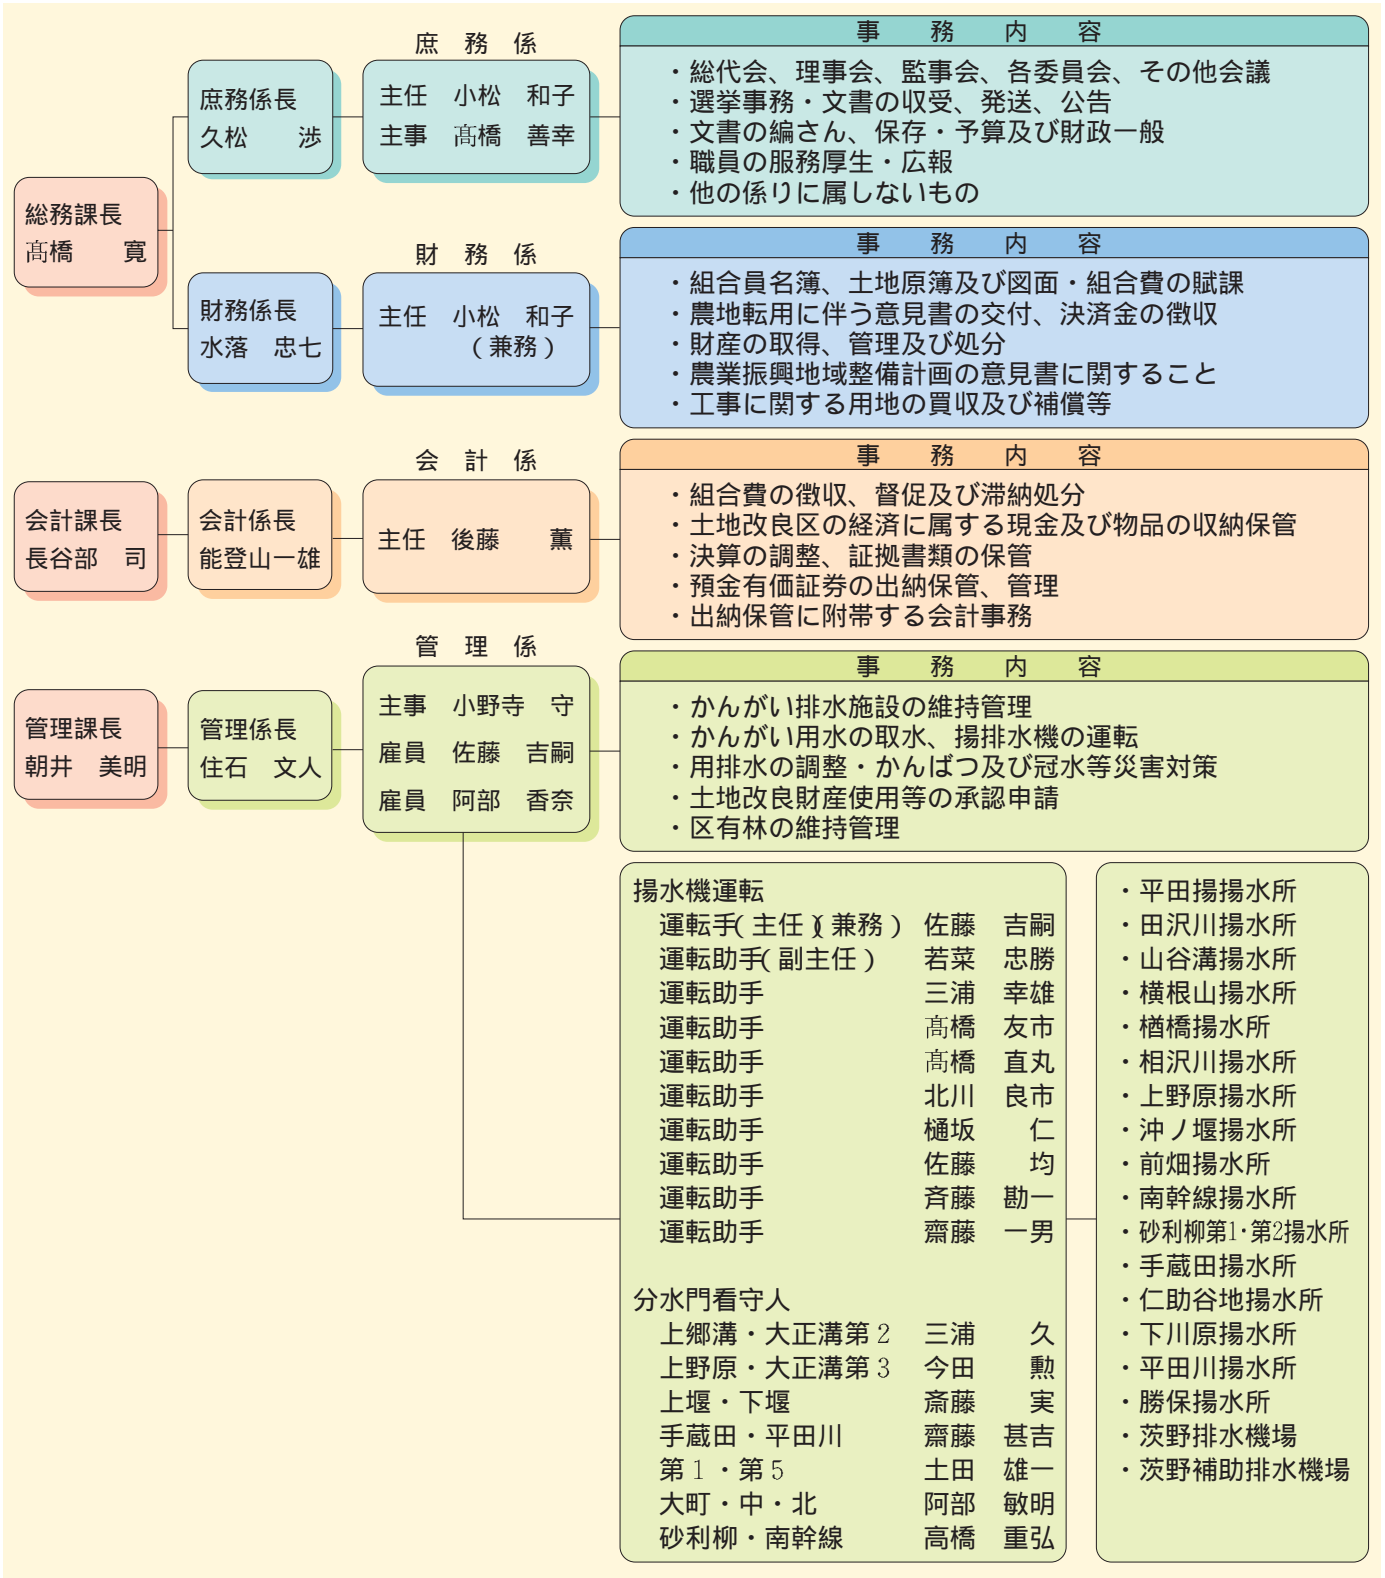 総務課長
髙橋　寛
庶務係長
久松　渉
庶務係
主任　小松　和子
主事　髙橋　善幸
事務内容
・総代会、理事会、監事会、各委員会、その他会議
・選挙事務・文書の収受、発送、公告
・文書の編さん、保存・予算及び財政一般
・職員の服務厚生・広報
・他の係りに属しないもの
財務係長
水落　忠七
財務係
主任　小松　和子
（兼務）
事務内容
・組合員名簿、土地原簿及び図面・組合費の賦課
・農地転用に伴う意見書の交付、決済金の徴収
・財産の取得、管理及び処分
・農業振興地域整備計画の意見書に関すること
・工事に関する用地の買収及び補償等
会計課長
長谷部　司
会計係長
能登山一雄
会計係
主任　後藤　薫
事務内容
・組合費の徴収、督促及び滞納処分
・土地改良区の経済に属する現金及び物品の収納保管
・決算の調整、証拠書類の保管
・預金有価証券の出納保管、管理
・出納保管に附帯する会計事務
管理課長
朝井　美明
管理係長
住石　文人
管理係
主事　小野寺　守
雇員　佐藤　吉嗣
雇員　阿部　香奈
事務内容
・かんがい排水施設の維持管理
・かんがい用水の取水、揚排水機の運転
・用排水の調整・かんばつ及び冠水等災害対策
・土地改良財産使用等の承認申請
・区有林の維持管理
揚水機運転
運転手（主任）（兼務）　佐藤　吉嗣
運転助手（副主任）　若菜　忠勝
運転助手　三浦　幸雄
運転助手　髙橋　友市
運転助手　髙橋　直丸
運転助手　北川　良市
運転助手　樋坂　仁
運転助手　佐藤　均
運転助手　斉藤　勘一
運転助手　齋藤　一男
分水門看守人
上郷溝・大正溝第２　三浦　久
上野原・大正溝第３　今田　勲
上堰・下堰　斎藤　実
手蔵田・平田川　齋藤　甚吉
第１・第５　土田　雄一
大町・中・北　阿部　敏明
砂利柳・南幹線　高橋　重弘
・平田揚揚水所
・田沢川揚水所
・山谷溝揚水所
・横根山揚水所
・楢橋揚水所
・相沢川揚水所
・上野原揚水所
・沖ノ堰揚水所
・前畑揚水所
・南幹線揚水所
・砂利柳第1・第2揚水所
・手蔵田揚水所
・仁助谷地揚水所
・下川原揚水所
・平田川揚水所
・勝保揚水所
・茨野排水機場
・茨野補助排水機場